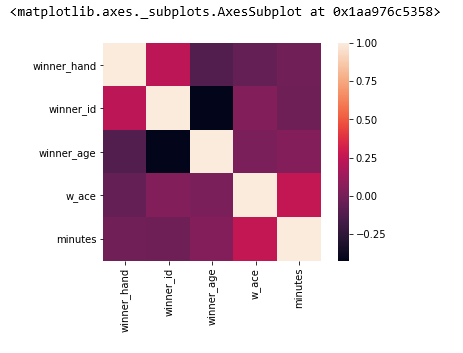 <matplotlib.axes._subplots.AxesSubplot at 0x1aa976c5358>
winner_hand
winner_id
winner_age
w_ace
minutes
winner_hand
winner_id
winner_age
w_ace
minutes
1.00
0.75
0.50
0.25
0.00
−0.25